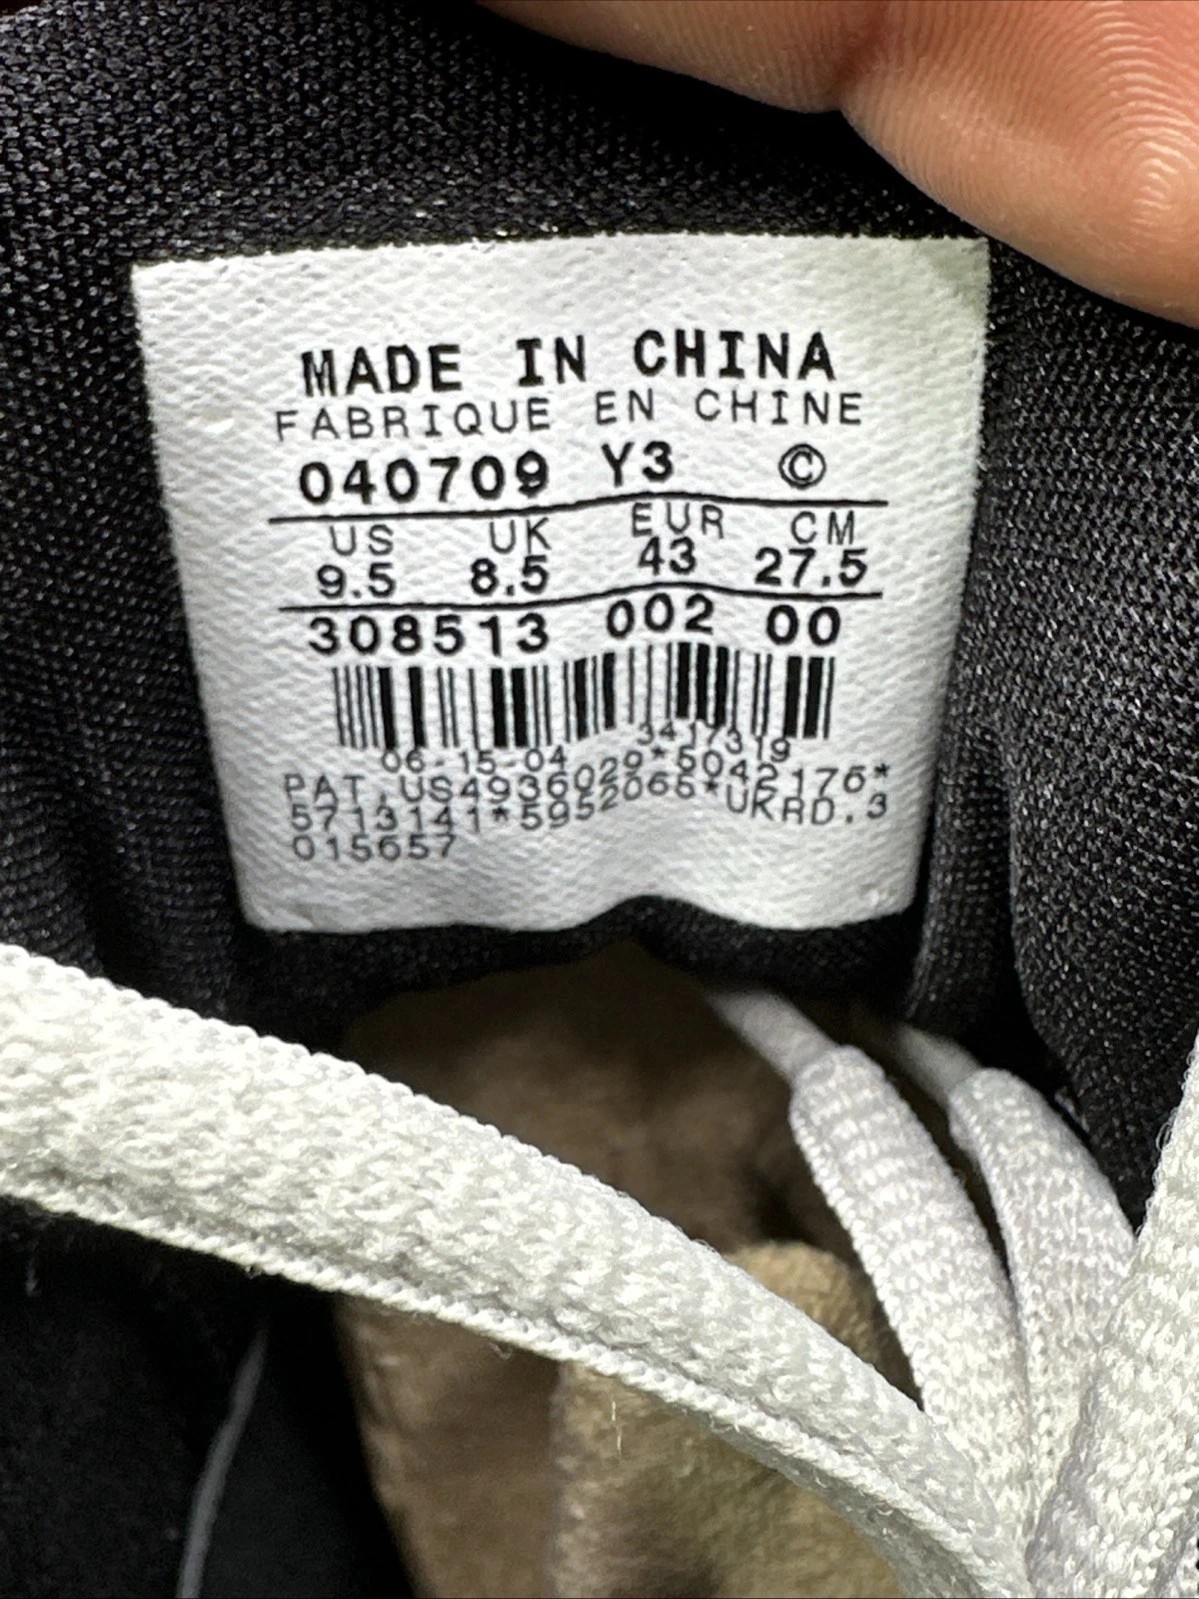 MADE IN CHINA
FABRIQUE EN CHINE
040709 Y3 ©
US UK EUR CM
9.5 8.5 43 27.5
308513 002 00
06-15-04 3417319
PAT.US4936029*5042176*
5713141*5952065*UKRD.3
015657